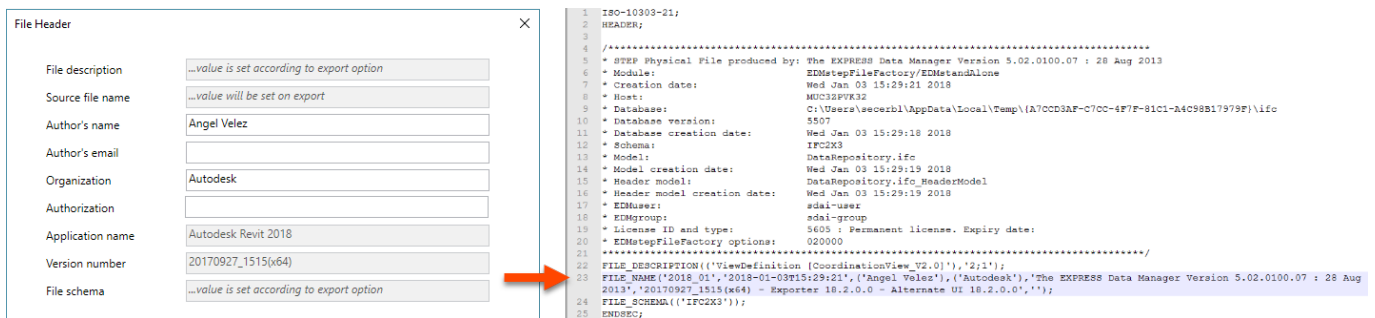 File Header
File description
...value is set according to export option
Source file name
...value will be set on export
Author's name
Angel Velez
Author's email
Organization
Autodesk
Authorization
Application name
Autodesk Revit 2018
Version number
20170927_1515(x64)
File schema
...value is set according to export option
1 ISO-10303-21;
2 HEADER;
3
4 /******************************************************************************************
5 * STEP Physical File produced by: The EXPRESS Data Manager Version 5.02.0100.07 : 28 Aug 2013
6 * Module: EDMstepFileFactory/EDMstandAlone
7 * Creation date: Wed Jan 03 15:29:21 2018
8 * Host: MUC32PVK32
9 * Database: C:\Users\secerbl\AppData\Local\Temp\{A7CCD3AF-C7CC-4F7F-81C1-A4C98B17979F}\ifc
10 * Database version: 5507
11 * Database creation date: Wed Jan 03 15:29:18 2018
12 * Schema: IFC2X3
13 * Model: DataRepository.ifc
14 * Model creation date: Wed Jan 03 15:29:19 2018
15 * Header model: DataRepository.ifc_HeaderModel
16 * Header model creation date: Wed Jan 03 15:29:19 2018
17 * EDMuser: sdai-user
18 * EDMgroup: sdai-group
19 * License ID and type: 5605 : Permanent license. Expiry date:
20 * EDMstepFileFactory options: 020000
21 ******************************************************************************************/
22 FILE_DESCRIPTION(('ViewDefinition [CoordinationView_V2.0]'),'2;1');
23 FILE_NAME('2018_01','2018-01-03T15:29:21',('Angel Velez'),('Autodesk'),'The EXPRESS Data Manager Version 5.02.0100.07 : 28 Aug
2013','20170927_1515(x64) - Exporter 18.2.0.0 - Alternate UI 18.2.0.0','');
24 FILE_SCHEMA(('IFC2X3'));
25 ENDSEC;